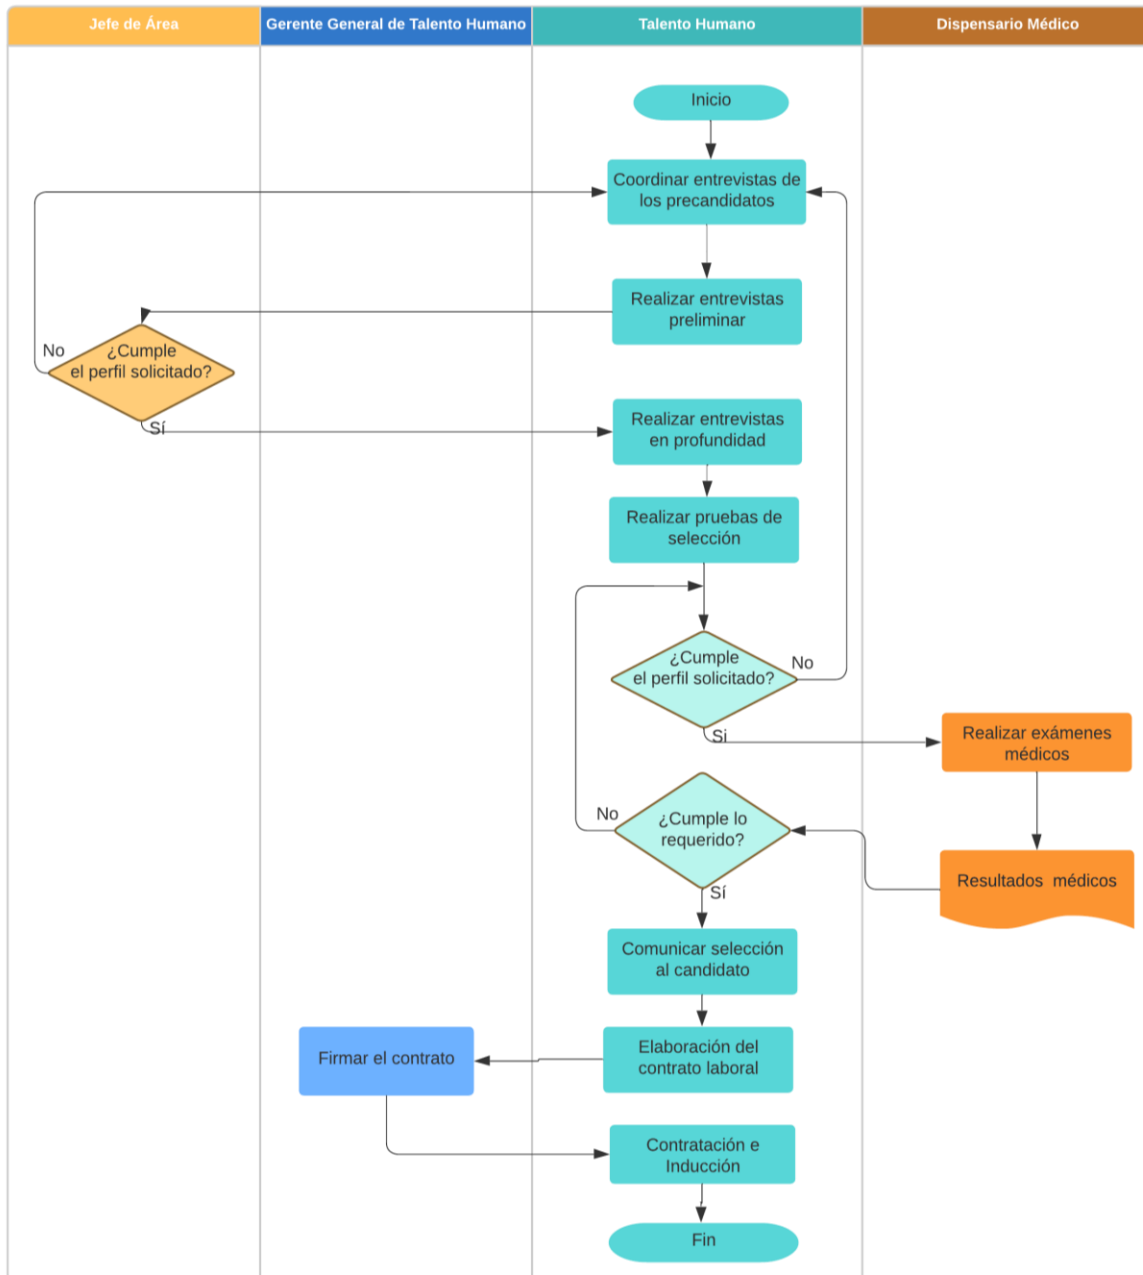 Jefe de Área
Gerente General de Talento Humano
Talento Humano
Dispensario Médico
Inicio
Coordinar entrevistas de
los precandidatos
Realizar entrevistas
preliminar
No
¿Cumple
el perfil solicitado?
Sí
Realizar entrevistas
en profundidad
Realizar pruebas de
selección
¿Cumple
el perfil solicitado?
No
Si
Realizar exámenes
médicos
No
¿Cumple lo
requerido?
Resultados médicos
Sí
Comunicar selección
al candidato
Firmar el contrato
Elaboración del
contrato laboral
Contratación e
Inducción
Fin